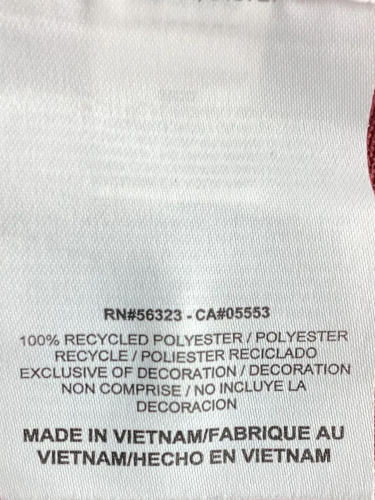 RN#56323 - CA#05553
100% RECYCLED POLYESTER / POLYESTER
RECYCLE / POLIESTER RECICLADO
EXCLUSIVE OF DECORATION / DECORATION
NON COMPRISE / NO INCLUYE LA
DECORACION
MADE IN VIETNAM/FABRIQUE AU
VIETNAM/HECHO EN VIETNAM